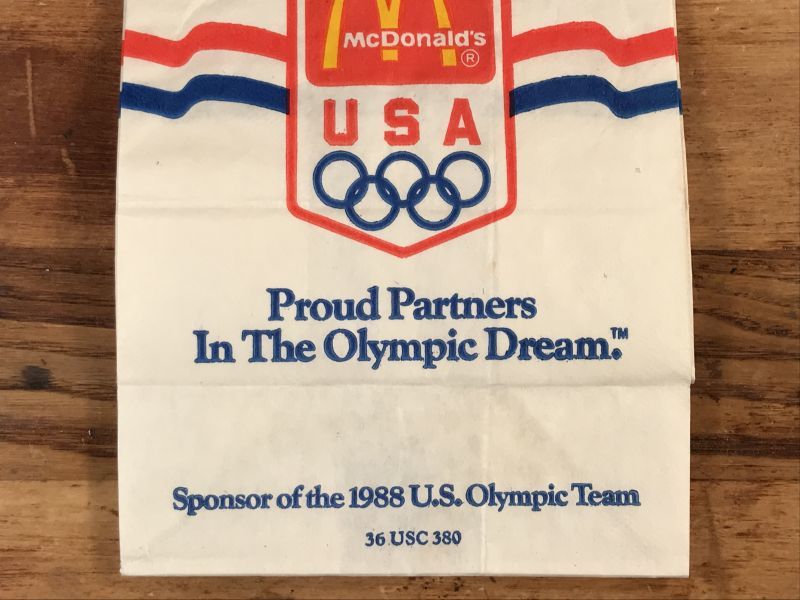 McDonald's ®
USA
Proud Partners
In The Olympic Dream.™
Sponsor of the 1988 U.S. Olympic Team
36 USC 380